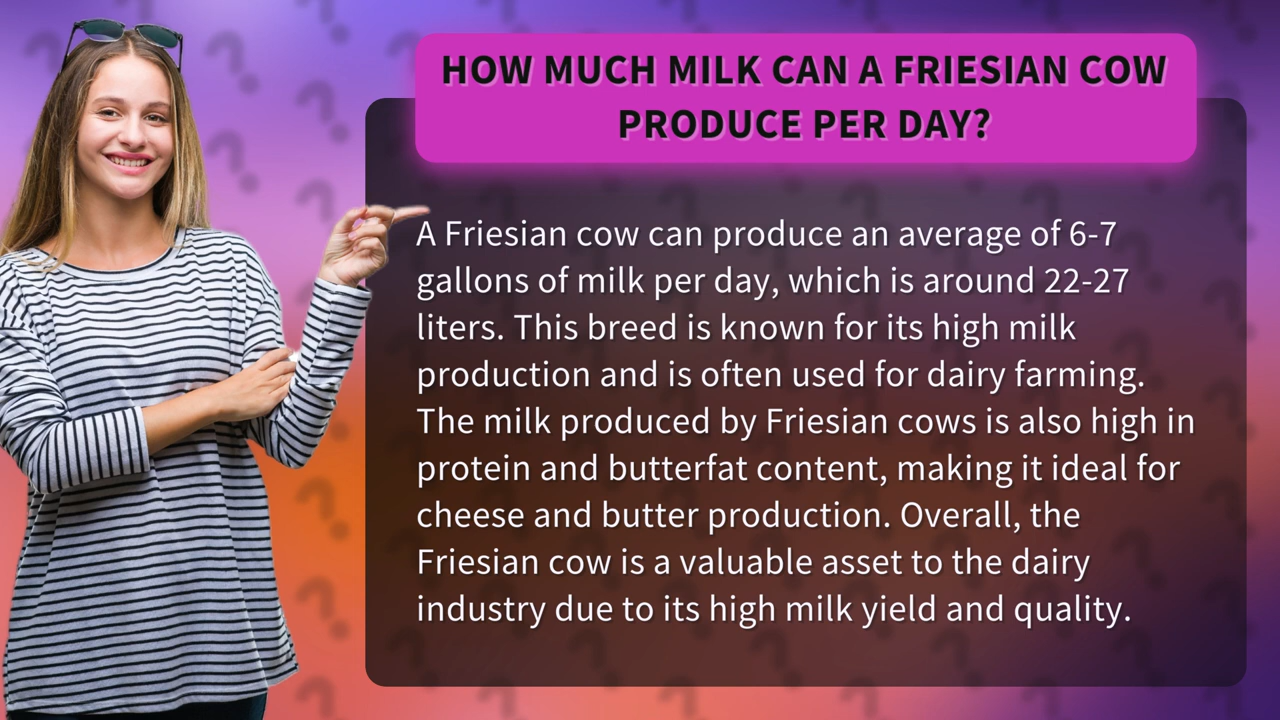 HOW MUCH MILK CAN A FRIESIAN COW
PRODUCE PER DAY?
A Friesian cow can produce an average of 6-7
gallons of milk per day, which is around 22-27
liters. This breed is known for its high milk
production and is often used for dairy farming.
The milk produced by Friesian cows is also high in
protein and butterfat content, making it ideal for
cheese and butter production. Overall, the
Friesian cow is a valuable asset to the dairy
industry due to its high milk yield and quality.